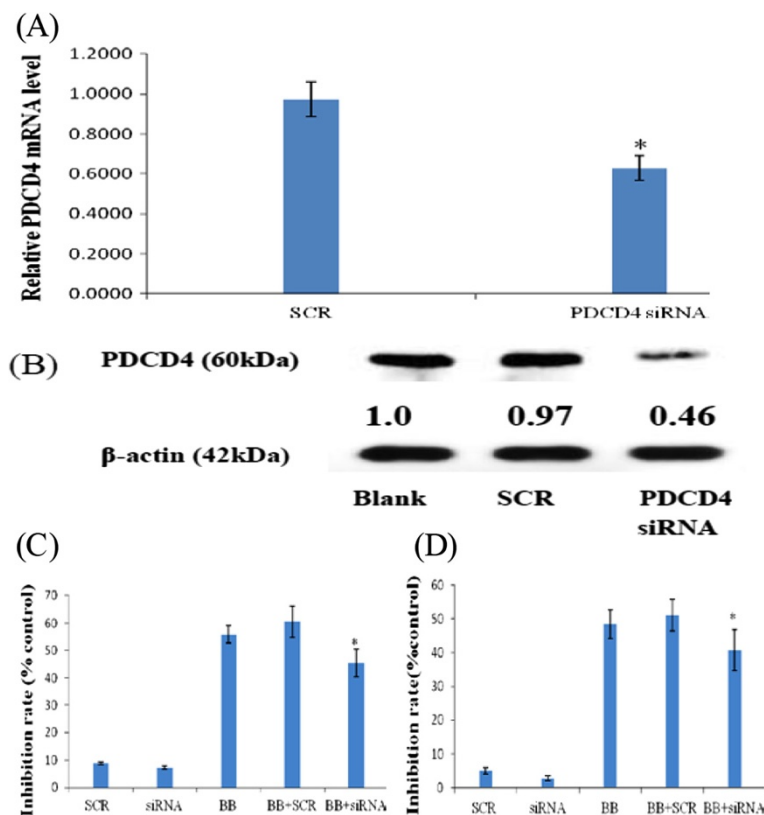 (A)
Relative PDCD4 mRNA level
1.2000
1.0000
0.8000
0.6000
0.4000
0.2000
0.0000
*
SCR
PDCD4 siRNA
(B)
PDCD4 (60kDa)
1.0 0.97 0.46
β-actin (42kDa)
Blank SCR PDCD4
siRNA
(C)
Inhibition rate (% control)
70
60
50
40
30
20
10
0
*
SCR siRNA BB BB+SCR BB+siRNA
(D)
Inhibition rate(%control)
60
50
40
30
20
10
0
*
SCR siRNA BB BB+SCR BB+siRNA